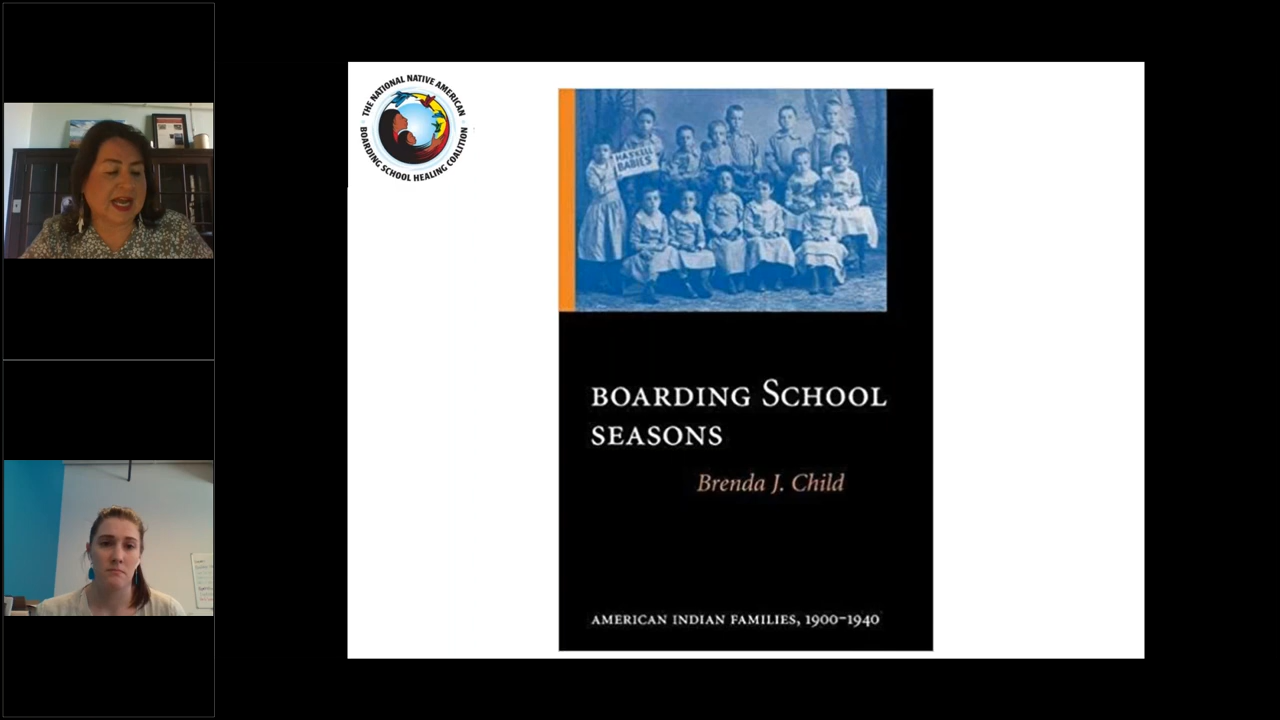 THE NATIONAL NATIVE AMERICAN
BOARDING SCHOOL HEALING COALITION
HASKELL
BABIES
BOARDING SCHOOL
SEASONS
Brenda J. Child
AMERICAN INDIAN FAMILIES, 1900–1940